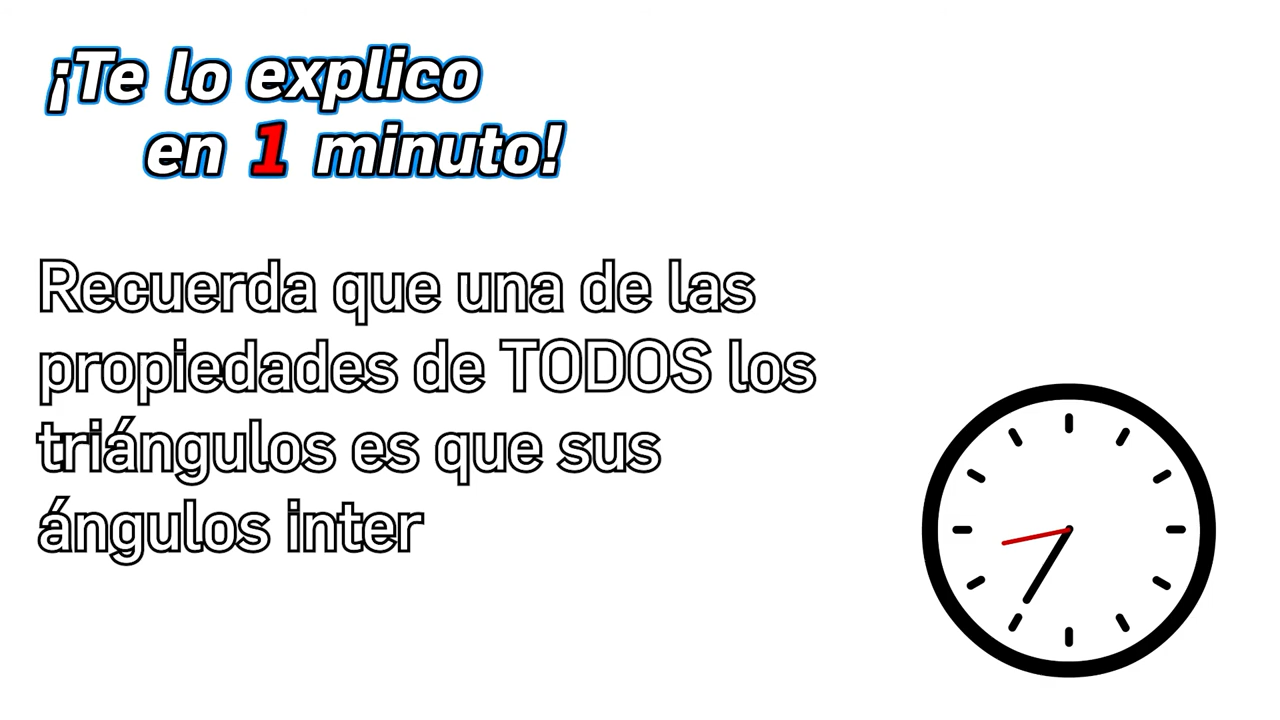 ¡Te lo explico
en 1 minuto!
Recuerda que una de las
propiedades de TODOS los
triángulos es que sus
ángulos inter